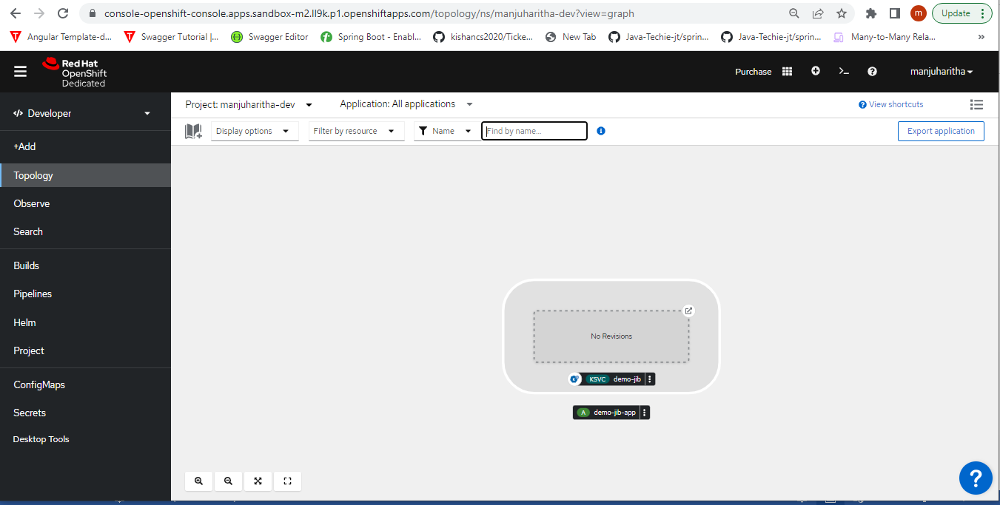 console-openshift-console.apps.sandbox-m2.ll9k.p1.openshiftapps.com/topology/ns/manjuharitha-dev?view=graph
m
Update
Angular Template-d...
Swagger Tutorial |...
Swagger Editor
Spring Boot - Enabl...
kishancs2020/Ticke...
New Tab
Java-Techie-jt/sprin...
Java-Techie-jt/sprin...
Many-to-Many Rela...
»
Red Hat
OpenShift
Dedicated
Purchase
manjuharitha
Developer
Project: manjuharitha-dev
Application: All applications
View shortcuts
Display options
Filter by resource
Name
Find by name...
Export application
+Add
Topology
Observe
Search
Builds
Pipelines
Helm
Project
ConfigMaps
Secrets
Desktop Tools
No Revisions
KSVC demo-jib
A demo-jib-app
?